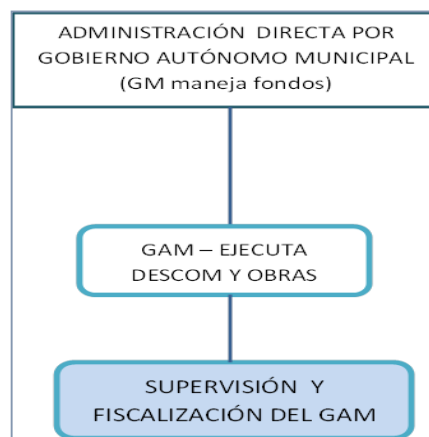 ADMINISTRACIÓN DIRECTA POR
GOBIERNO AUTÓNOMO MUNICIPAL
(GM maneja fondos)
GAM – EJECUTA
DESCOM Y OBRAS
SUPERVISIÓN Y
FISCALIZACIÓN DEL GAM